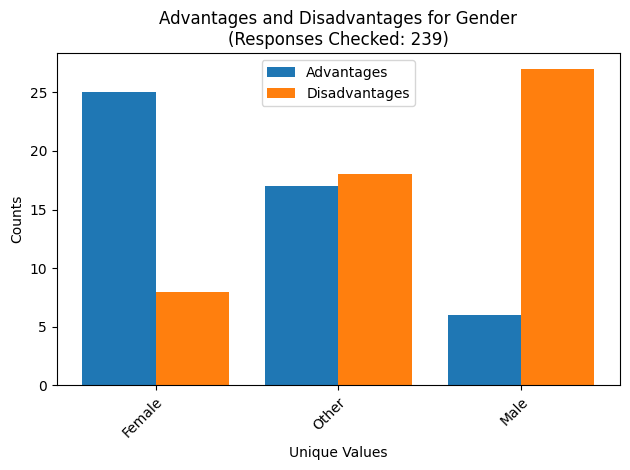 Advantages and Disadvantages for Gender
(Responses Checked: 239)
Advantages
Disadvantages
Counts
25
20
15
10
5
0
Female
Other
Male
Unique Values